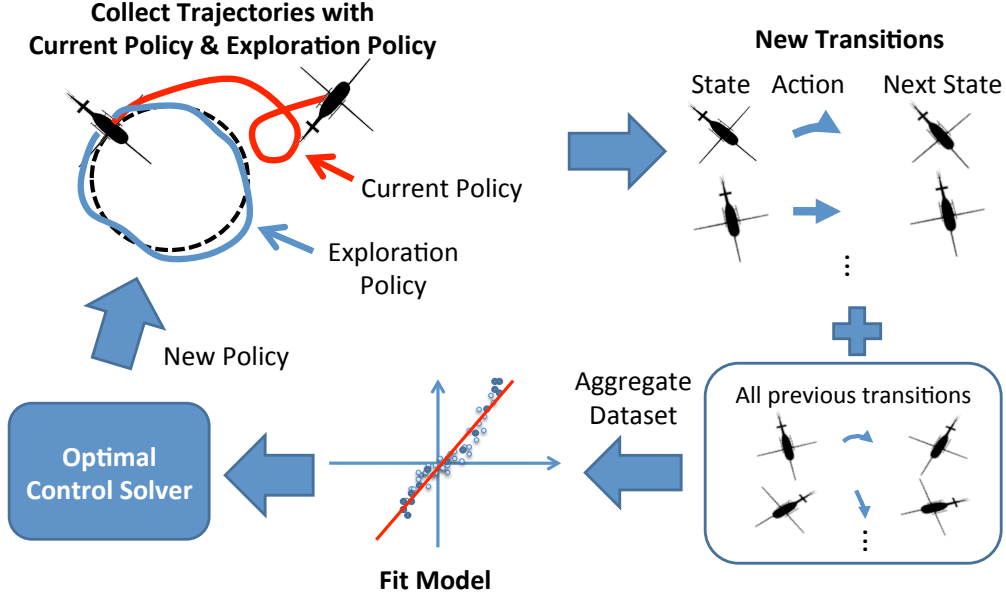 Collect Trajectories with
Current Policy & Exploration Policy
Current Policy
Exploration
Policy
New Transitions
State Action Next State
...
All previous transitions
...
Aggregate
Dataset
Fit Model
Optimal
Control Solver
New Policy